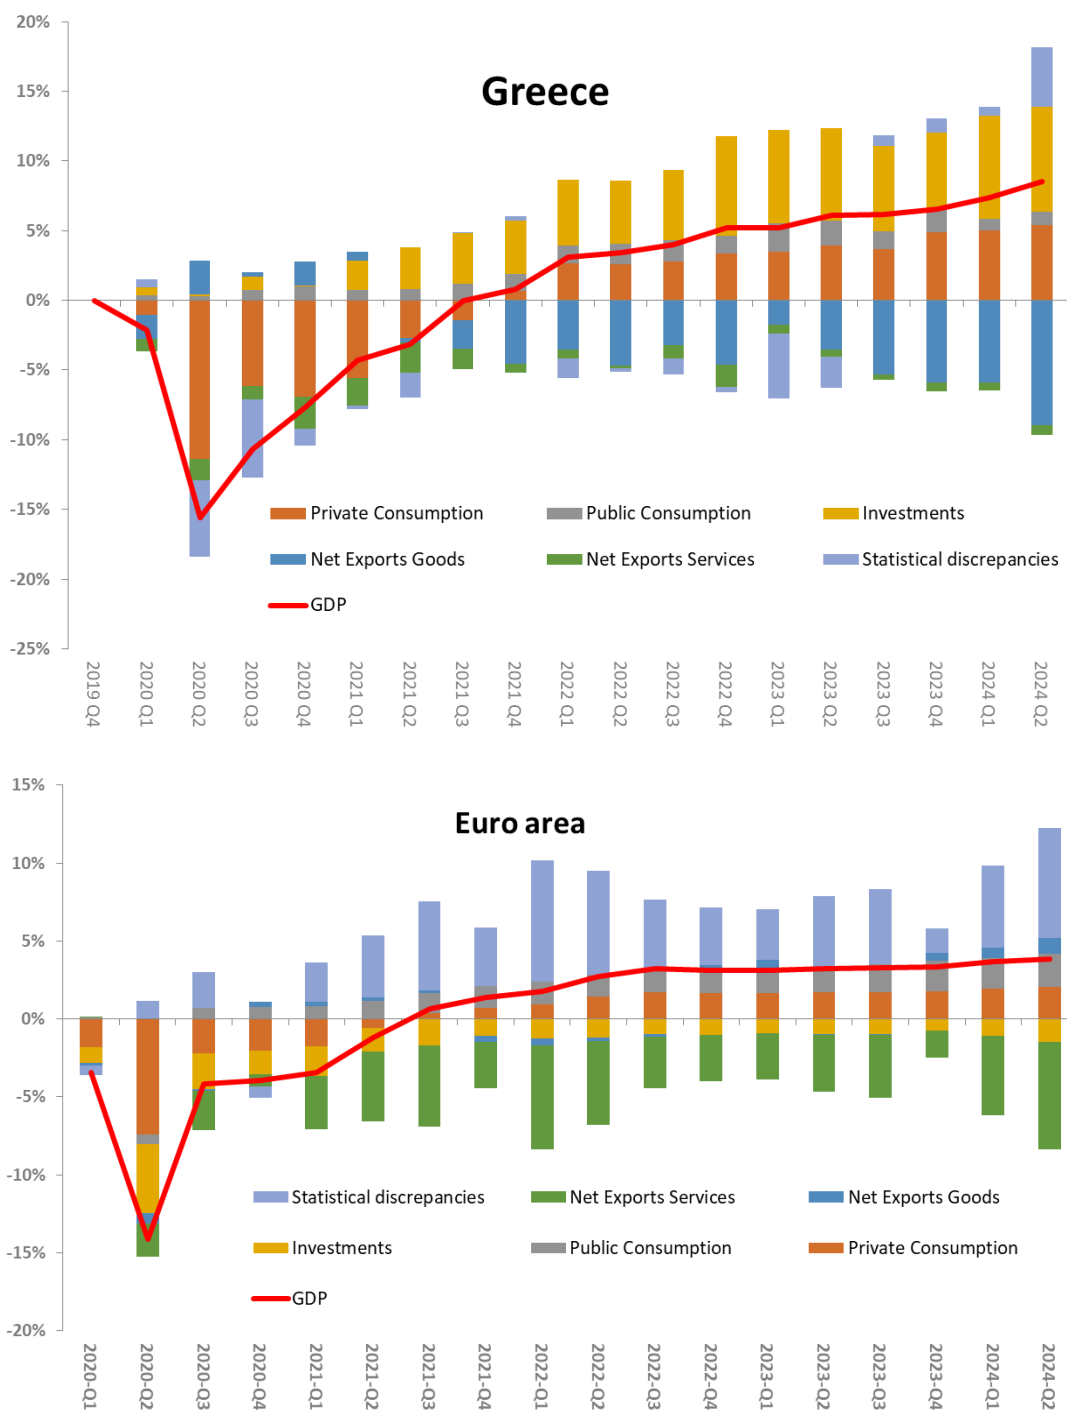 20%
15%
Greece
10%
5%
0%
-5%
-10%
-15%
Private Consumption Public Consumption Investments
Net Exports Goods Net Exports Services Statistical discrepancies
-20%
GDP
-25%
2019 Q4 2020 Q1 2020 Q2 2020 Q3 2020 Q4 2021 Q1 2021 Q2 2021 Q3 2021 Q4 2022 Q1 2022 Q2 2022 Q3 2022 Q4 2023 Q1 2023 Q2 2023 Q3 2023 Q4 2024 Q1 2024 Q2
15%
Euro area
10%
5%
0%
-5%
-10%
Statistical discrepancies Net Exports Services Net Exports Goods
-15%
Investments Public Consumption Private Consumption
GDP
-20%
2020-Q1 2020-Q2 2020-Q3 2020-Q4 2021-Q1 2021-Q2 2021-Q3 2021-Q4 2022-Q1 2022-Q2 2022-Q3 2022-Q4 2023-Q1 2023-Q2 2023-Q3 2023-Q4 2024-Q1 2024-Q2